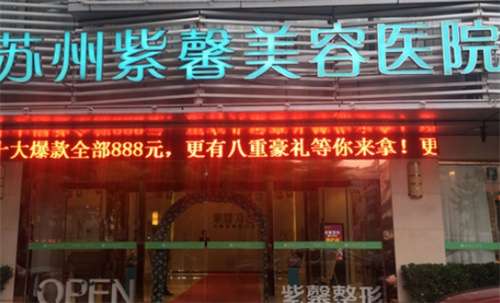 苏州紫馨美容医院
十大爆款全部888元，更有八重豪礼等你来拿！更
OPEN
紫馨整形